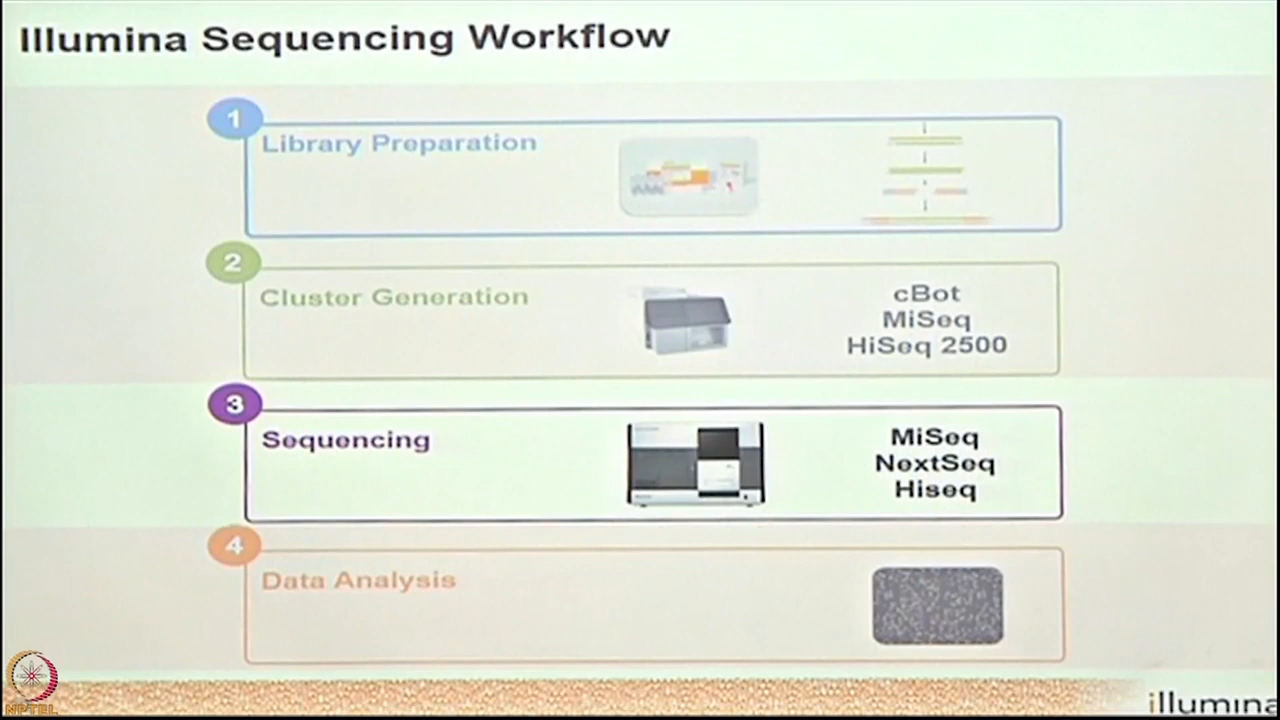 Illumina Sequencing Workflow
1
Library Preparation
2
Cluster Generation
cBot
MiSeq
HiSeq 2500
3
Sequencing
MiSeq
NextSeq
Hiseq
4
Data Analysis
NPTEL
illumina